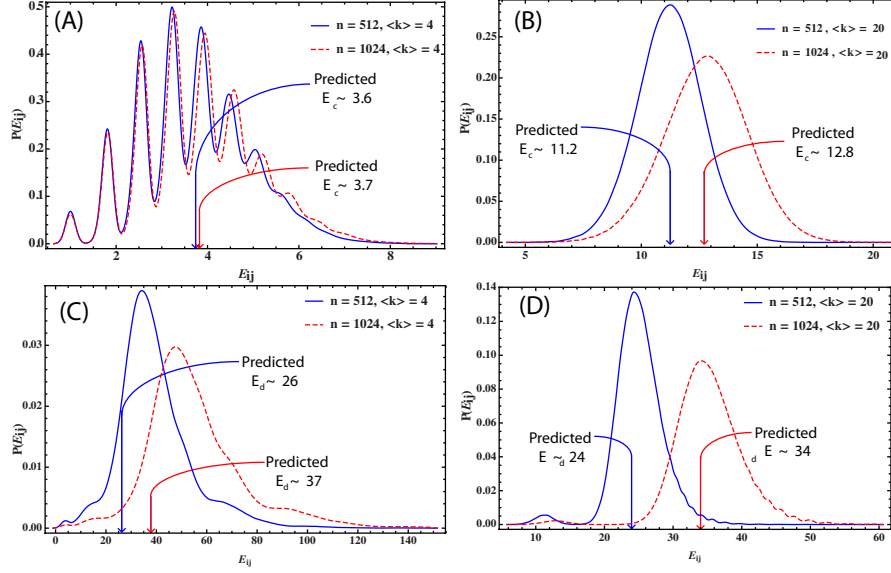 (A)
n = 512, <k> = 4
n = 1024, <k> = 4
Predicted
E_c ~ 3.6
Predicted
E_c ~ 3.7
P(E_ij)
0.5
0.4
0.3
0.2
0.1
0.0
2
4
6
8
E_ij
(B)
n = 512, <k> = 20
n = 1024, <k> = 20
Predicted
E_c ~ 11.2
Predicted
E_c ~ 12.8
P(E_ij)
0.25
0.20
0.15
0.10
0.05
0.00
5
10
15
20
E_ij
(C)
n = 512, <k> = 4
n = 1024, <k> = 4
Predicted
E_d ~ 26
Predicted
E_d ~ 37
P(E_ij)
0.03
0.02
0.01
0.00
0
20
40
60
80
100
120
140
E_ij
(D)
n = 512, <k> = 20
n = 1024, <k> = 20
Predicted
E ~_d 24
Predicted
_d E ~ 34
P(E_ij)
0.14
0.12
0.10
0.08
0.06
0.04
0.02
0.00
10
20
30
40
50
60
E_ij